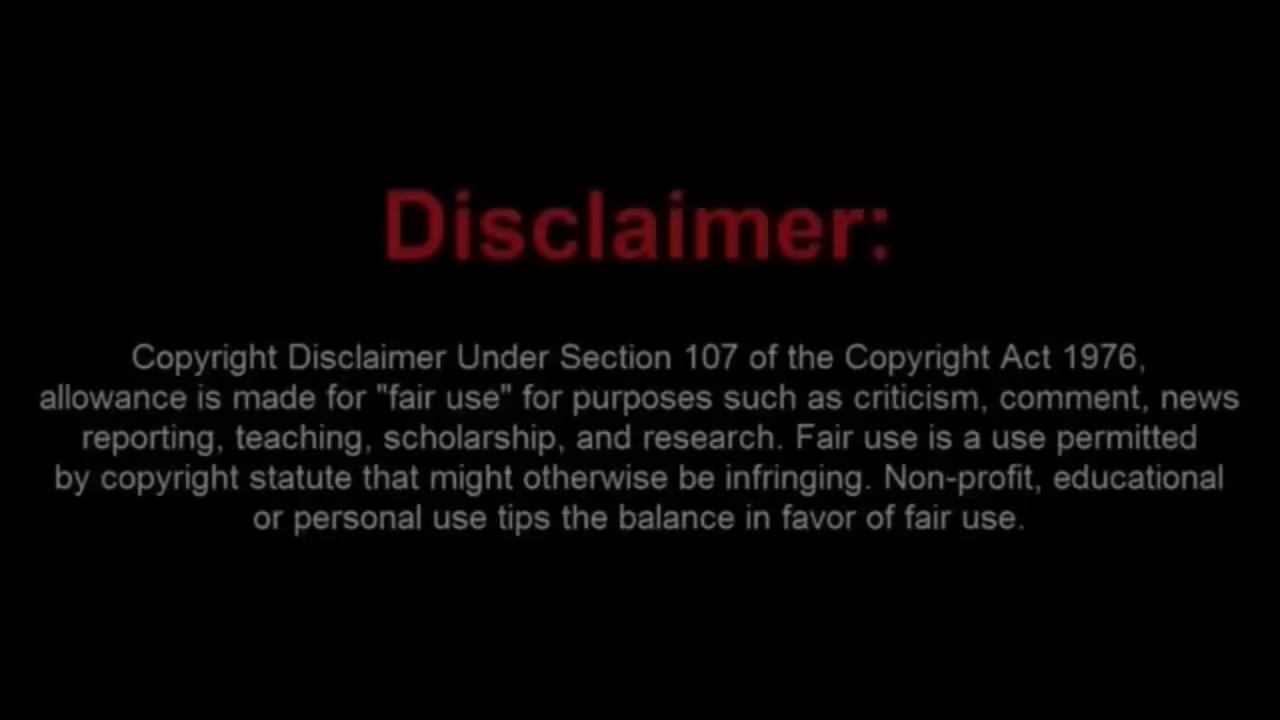 Disclaimer:
Copyright Disclaimer Under Section 107 of the Copyright Act 1976,
allowance is made for "fair use" for purposes such as criticism, comment, news
reporting, teaching, scholarship, and research. Fair use is a use permitted
by copyright statute that might otherwise be infringing. Non-profit, educational
or personal use tips the balance in favor of fair use.